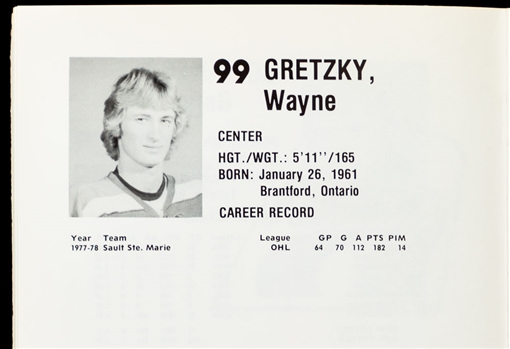 99 GRETZKY,
Wayne
CENTER
HGT./WGT.: 5'11''/165
BORN: January 26, 1961
Brantford, Ontario
CAREER RECORD
Year Team League GP G A PTS PIM
1977-78 Sault Ste. Marie OHL 64 70 112 182 14